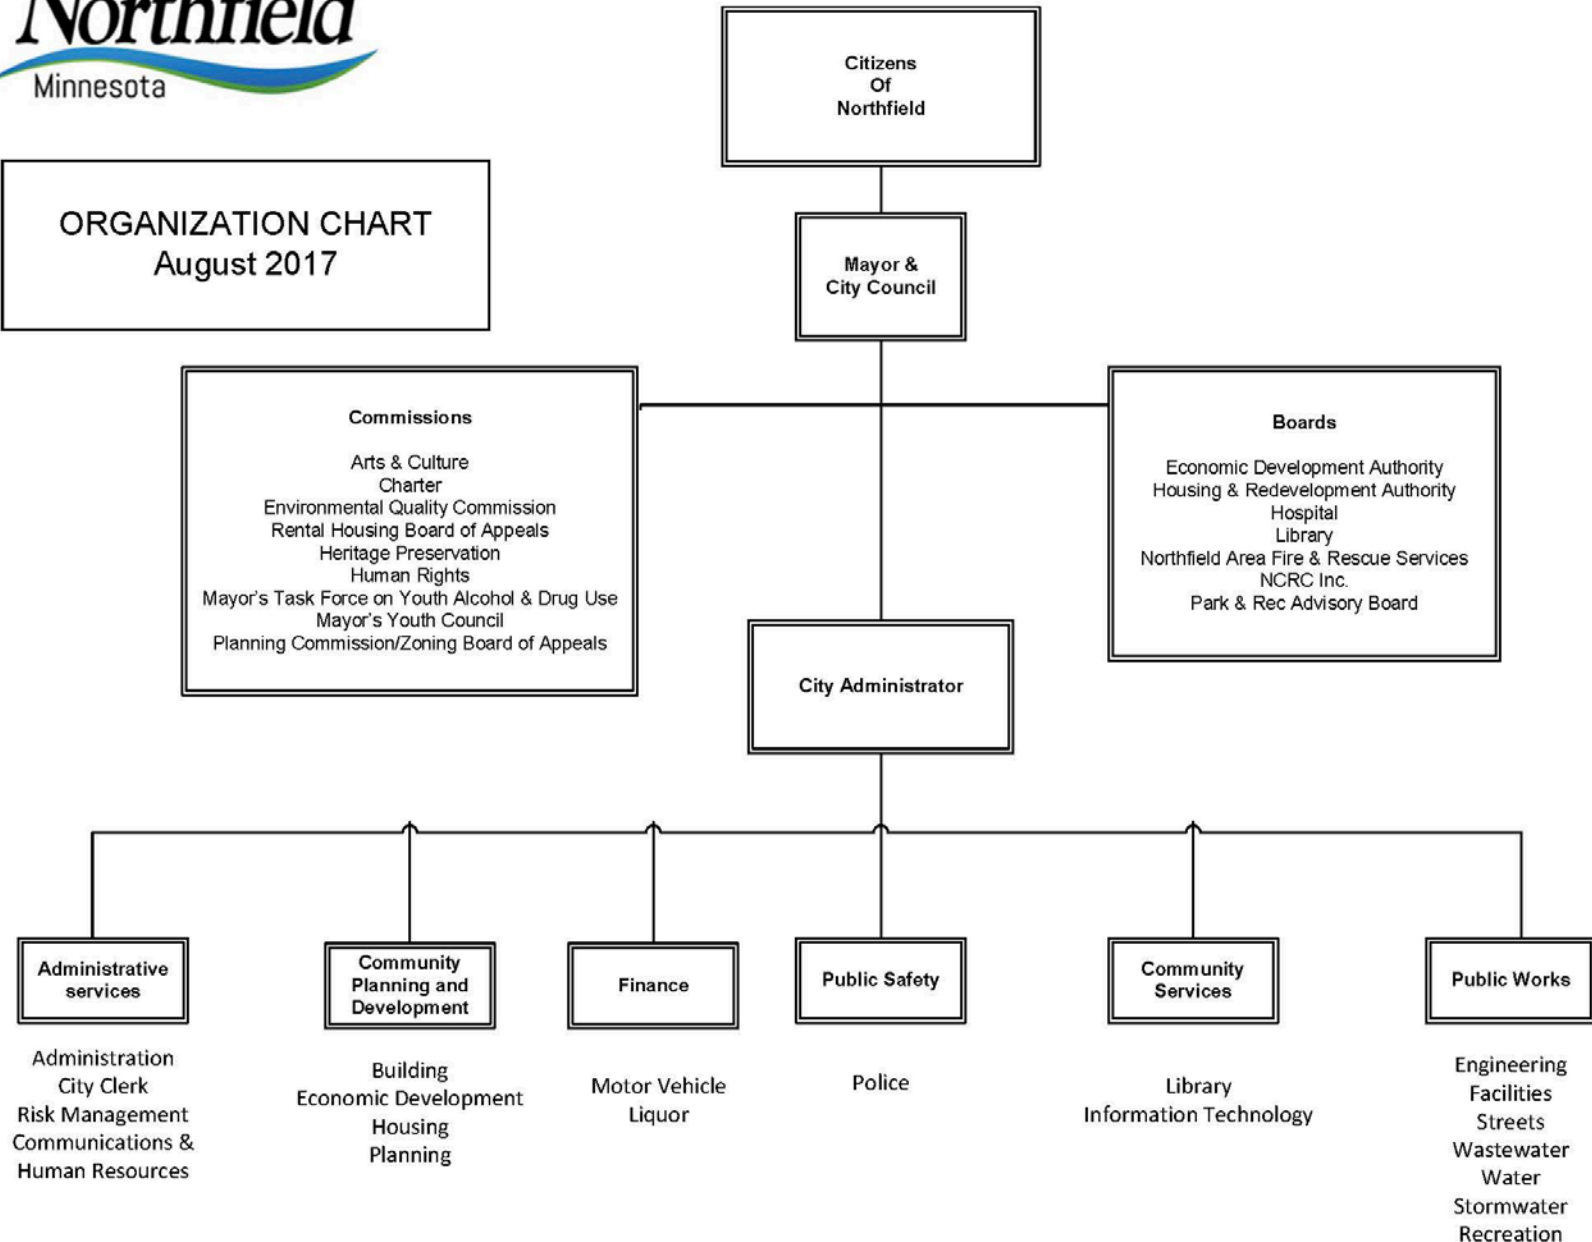 Northfield
Minnesota
ORGANIZATION CHART
August 2017
Citizens
Of
Northfield
Mayor &
City Council
Commissions
Arts & Culture
Charter
Environmental Quality Commission
Rental Housing Board of Appeals
Heritage Preservation
Human Rights
Mayor's Task Force on Youth Alcohol & Drug Use
Mayor's Youth Council
Planning Commission/Zoning Board of Appeals
Boards
Economic Development Authority
Housing & Redevelopment Authority
Hospital
Library
Northfield Area Fire & Rescue Services
NCRC Inc.
Park & Rec Advisory Board
City Administrator
Administrative
services
Administration
City Clerk
Risk Management
Communications &
Human Resources
Community
Planning and
Development
Building
Economic Development
Housing
Planning
Finance
Motor Vehicle
Liquor
Public Safety
Police
Community
Services
Library
Information Technology
Public Works
Engineering
Facilities
Streets
Wastewater
Water
Stormwater
Recreation